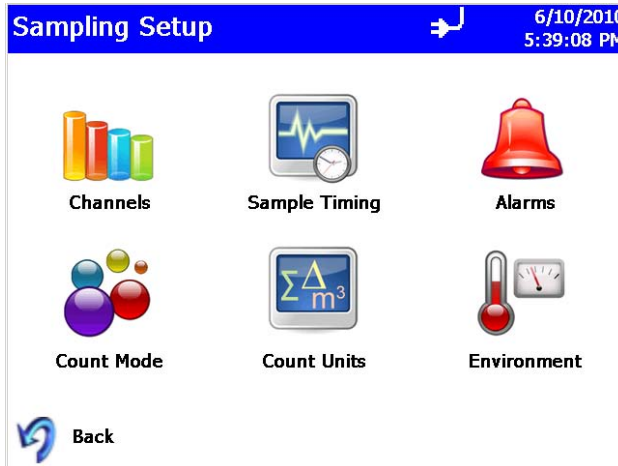 Sampling Setup
6/10/2010
5:39:08 PM
Channels
Sample Timing
Alarms
Σ Δ
m³
Count Mode
Count Units
Environment
Back